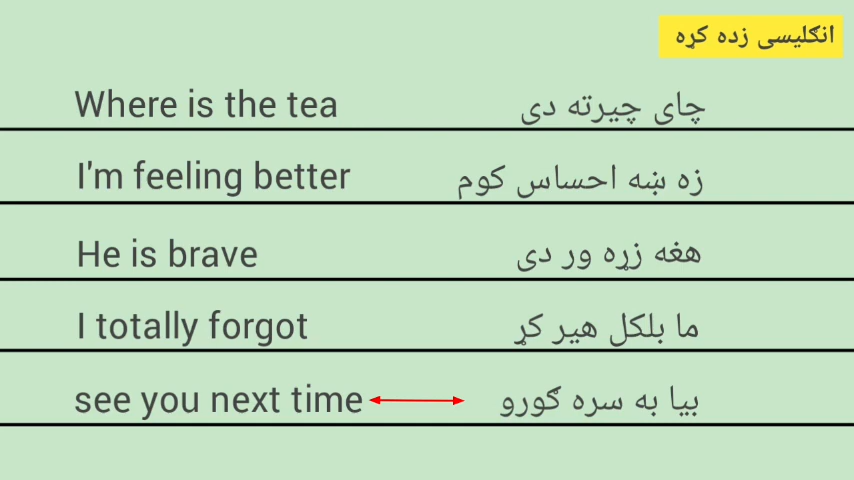 انګلیسی زده کړه
Where is the tea چای چیرته دی
I'm feeling better زه ښه احساس کوم
He is brave هغه زړه ور دی
I totally forgot ما بلکل هیر کړ
see you next time بیا به سره ګورو